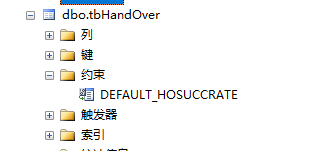 dbo.tbHandOver
列
键
约束
DEFAULT_HOSUCCRATE
触发器
索引